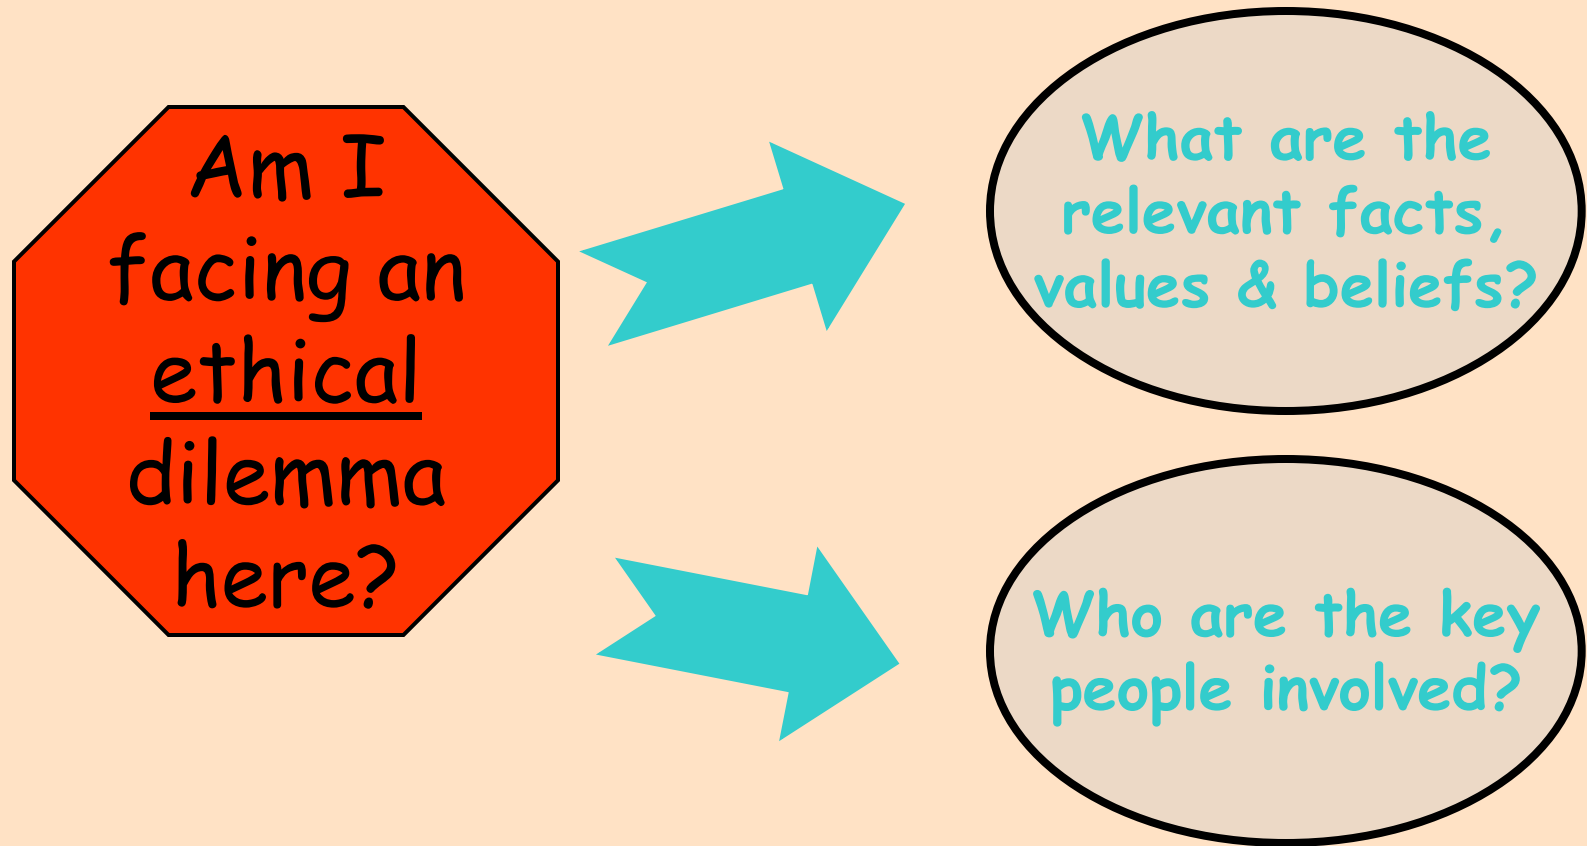 Am I
facing an
ethical
dilemma
here?
What are the
relevant facts,
values & beliefs?
Who are the key
people involved?